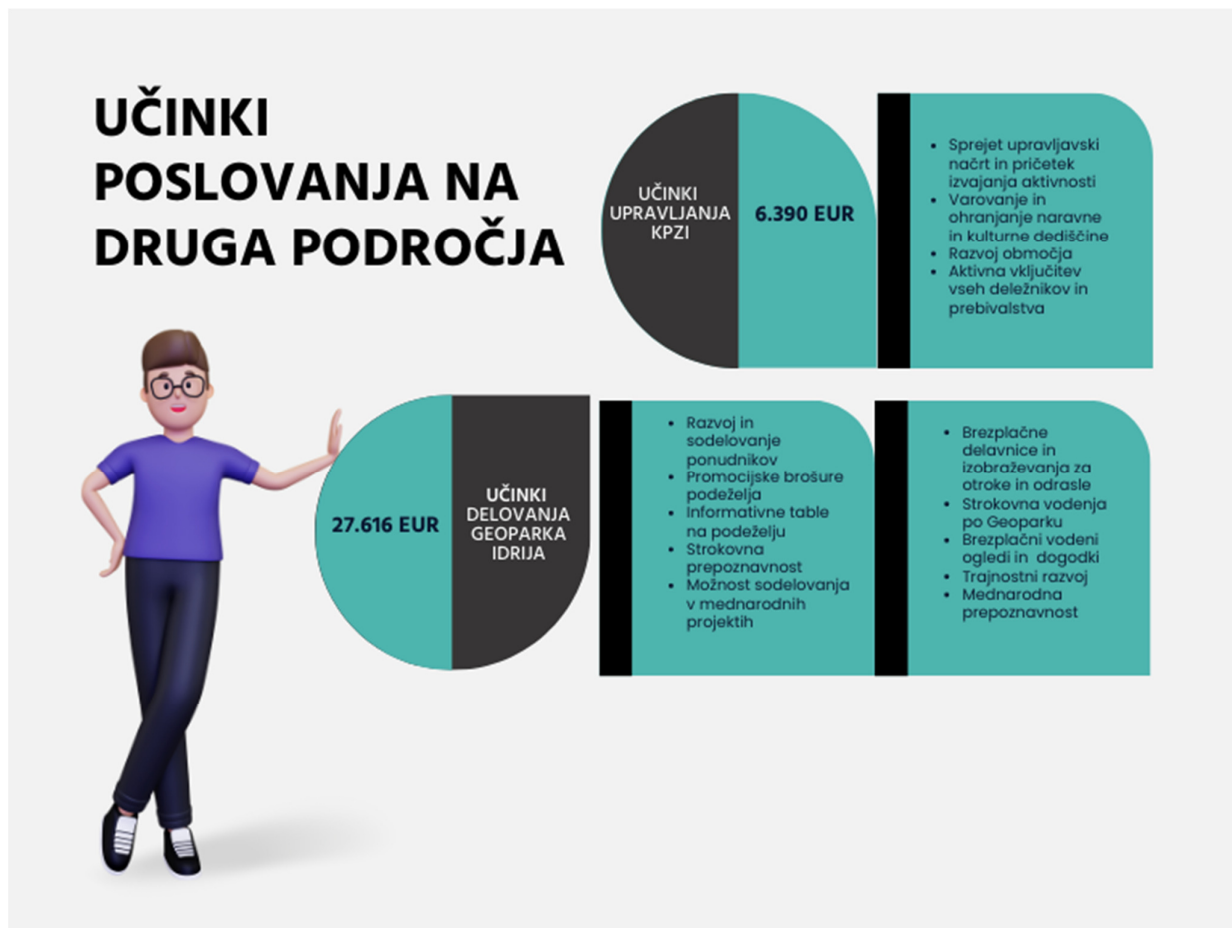 UČINKI
POSLOVANJA NA
DRUGA PODROČJA
UČINKI
UPRAVLJANJA
KPZI
6.390 EUR
• Sprejet upravljavski
načrt in pričetek
izvajanja aktivnosti
• Varovanje in
ohranjanje naravne
in kulturne dediščine
• Razvoj območja
• Aktivna vključitev
vseh deležnikov in
prebivalstva
27.616 EUR
UČINKI
DELOVANJA
GEOPARKA
IDRIJA
• Razvoj in
sodelovanje
ponudnikov
• Promocijske brošure
podeželja
• Informativne table
na podeželju
• Strokovna
prepoznavnost
• Možnost sodelovanja
v mednarodnih
projektih
• Brezplačne
delavnice in
izobraževanja za
otroke in odrasle
• Strokovna vodenja
po Geoparku
• Brezplačni vodeni
ogledi in dogodki
• Trajnostni razvoj
• Mednarodna
prepoznavnost